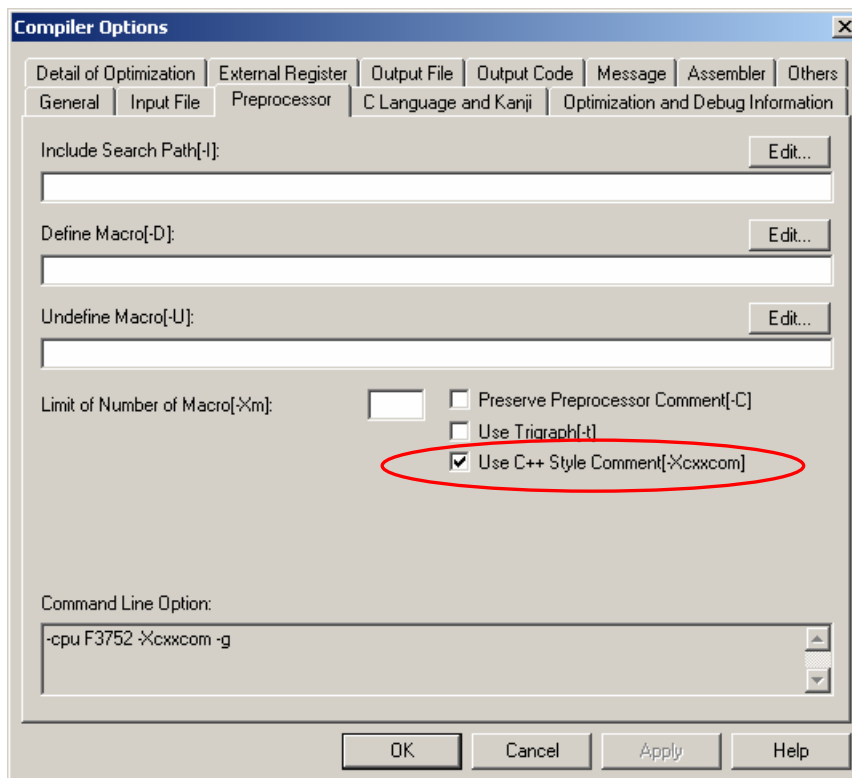 Compiler Options
Detail of Optimization External Register Output File Output Code Message Assembler Others
General Input File Preprocessor C Language and Kanji Optimization and Debug Information
Include Search Path[-I]: Edit...
Define Macro[-D]: Edit...
Undefine Macro[-U]: Edit...
Limit of Number of Macro[-Xm]: Preserve Preprocessor Comment[-C]
Use Trigraph[-t]
Use C++ Style Comment[-Xcxxcom]
Command Line Option:
-cpu F3752 -Xcxxcom -g
OK Cancel Apply Help